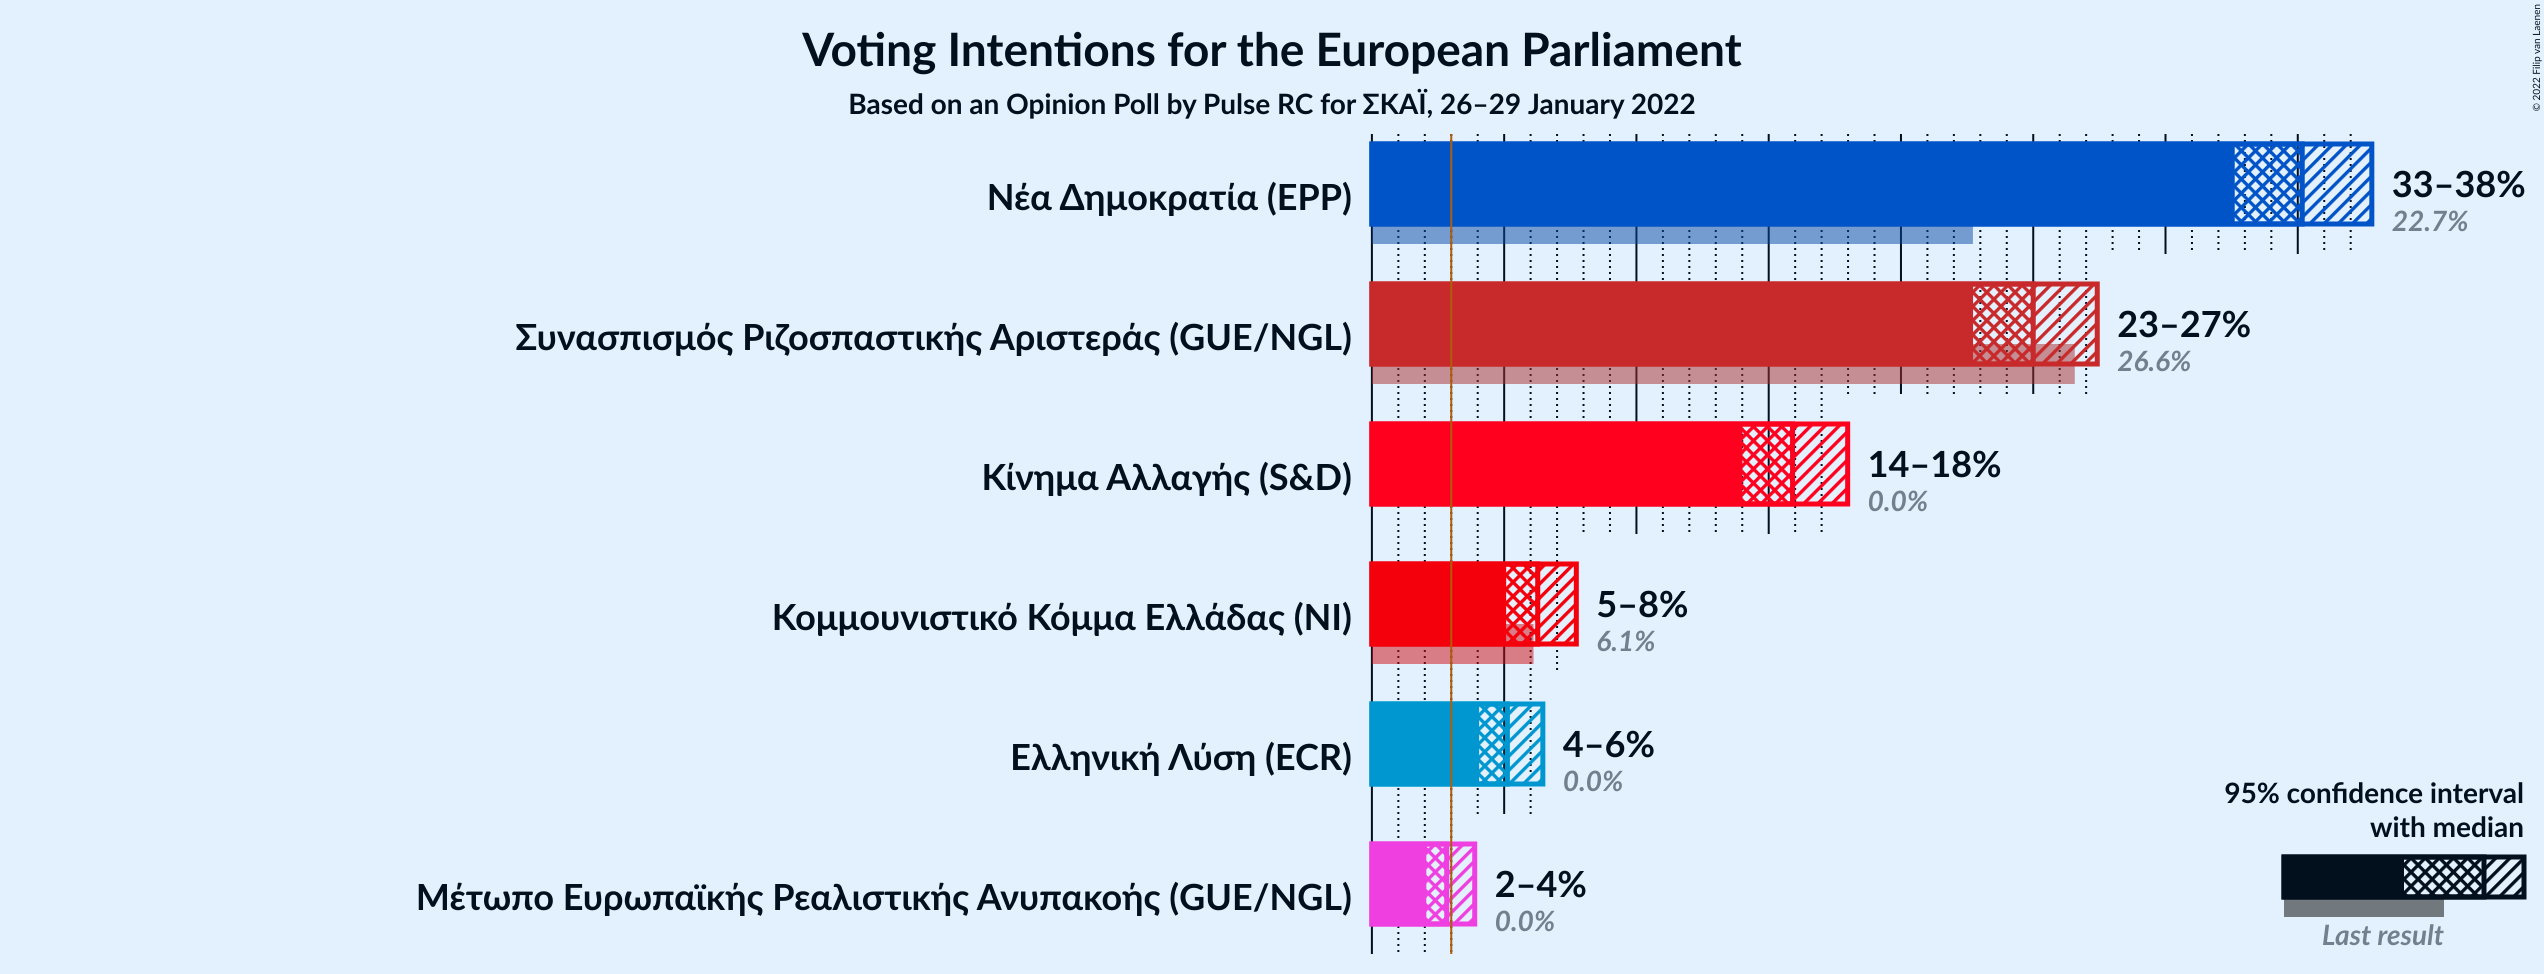 Voting Intentions for the European Parliament
Based on an Opinion Poll by Pulse RC for ΣΚΑΪ, 26–29 January 2022
© 2022 Filip van Laenen
Νέα Δημοκρατία (EPP)
33–38%
22.7%
Συνασπισμός Ριζοσπαστικής Αριστεράς (GUE/NGL)
23–27%
26.6%
Κίνημα Αλλαγής (S&D)
14–18%
0.0%
Κομμουνιστικό Κόμμα Ελλάδας (NI)
5–8%
6.1%
Ελληνική Λύση (ECR)
4–6%
0.0%
Μέτωπο Ευρωπαϊκής Ρεαλιστικής Ανυπακοής (GUE/NGL)
2–4%
0.0%
95% confidence interval
with median
Last result